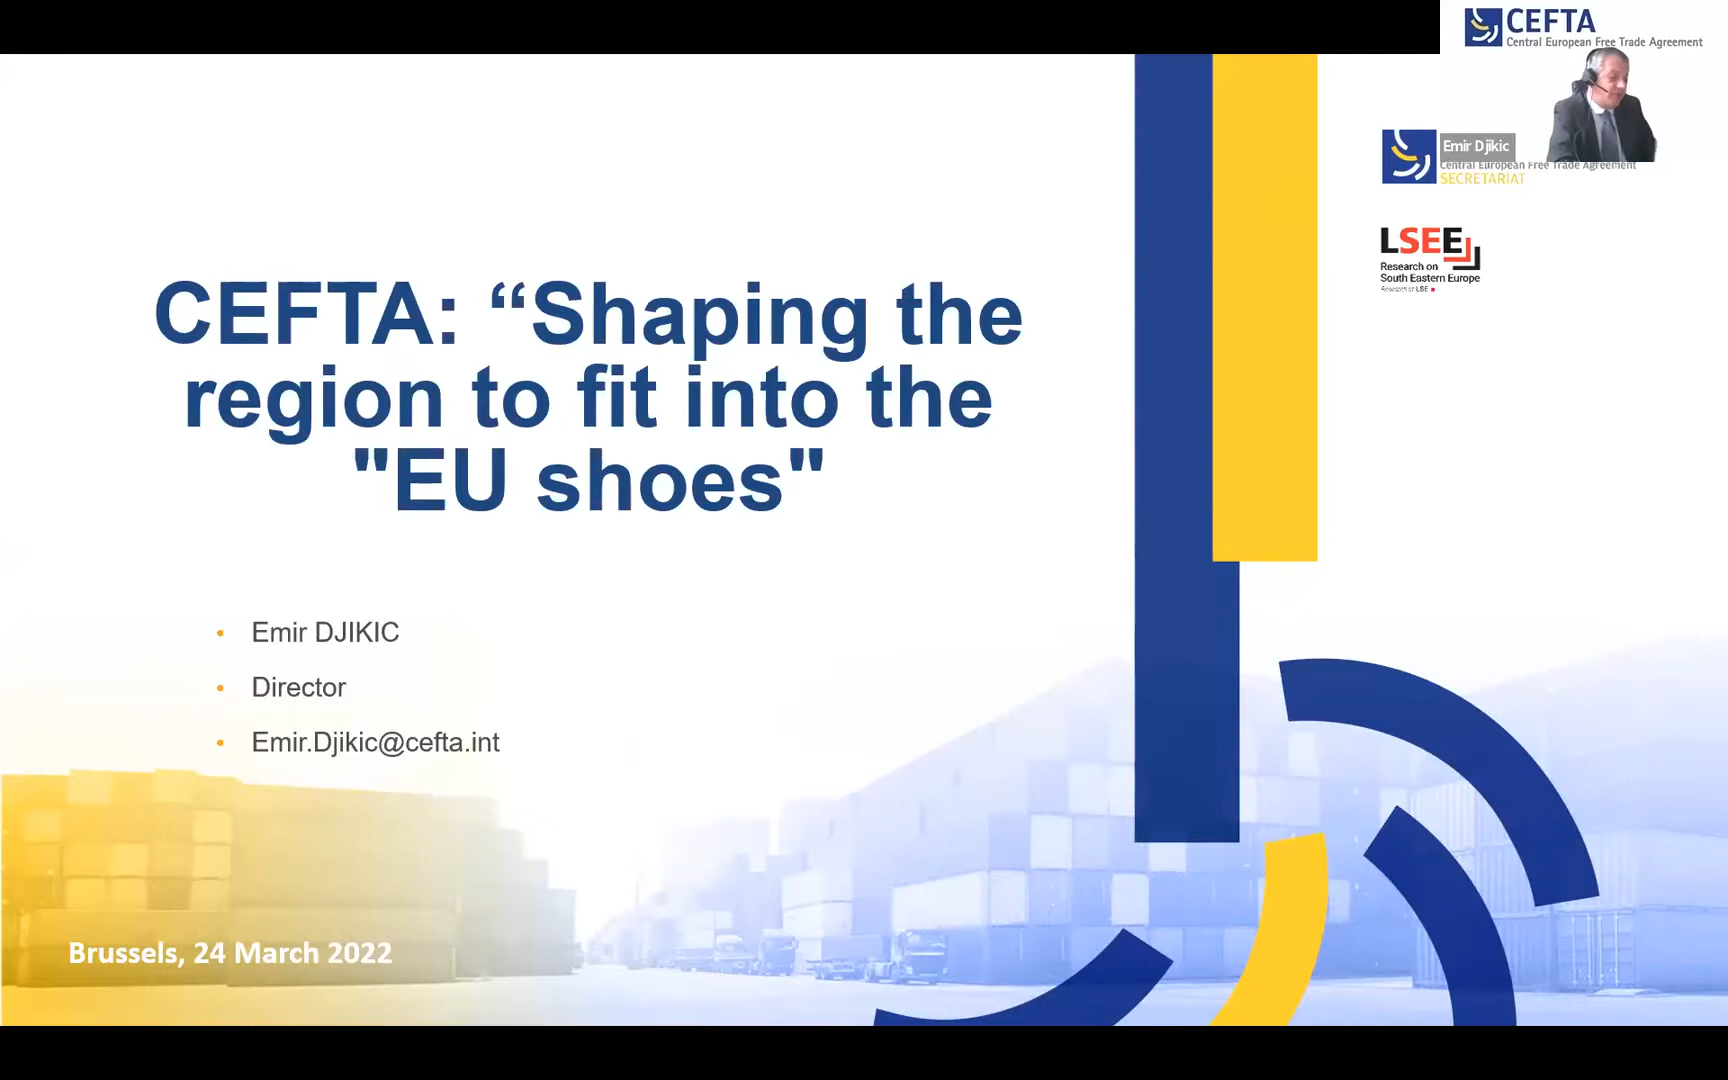 CEFTA
Central European Free Trade Agreement
Emir Djikic
Central European Free Trade Agreement
SECRETARIAT
LSEE
Research on
South Eastern Europe
CEFTA: “Shaping the
region to fit into the
"EU shoes"
• Emir DJIKIC
• Director
• Emir.Djikic@cefta.int
Brussels, 24 March 2022